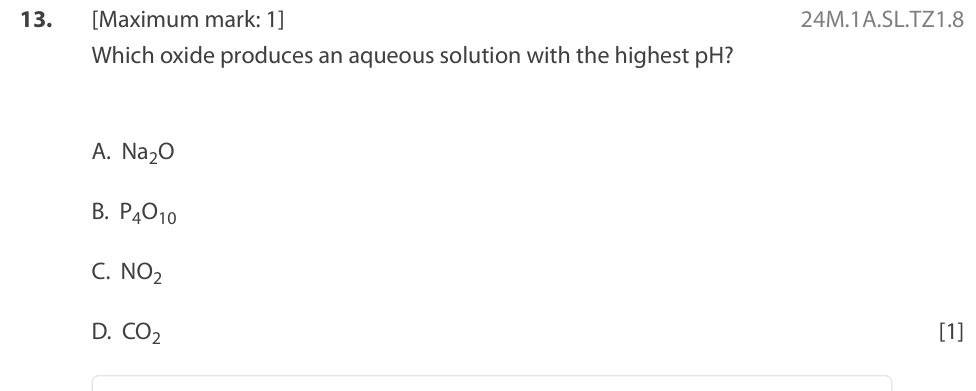 13. [Maximum mark: 1] 24M.1A.SL.TZ1.8
Which oxide produces an aqueous solution with the highest pH?
A. Na₂O
B. P₄O₁₀
C. NO₂
D. CO₂ [1]